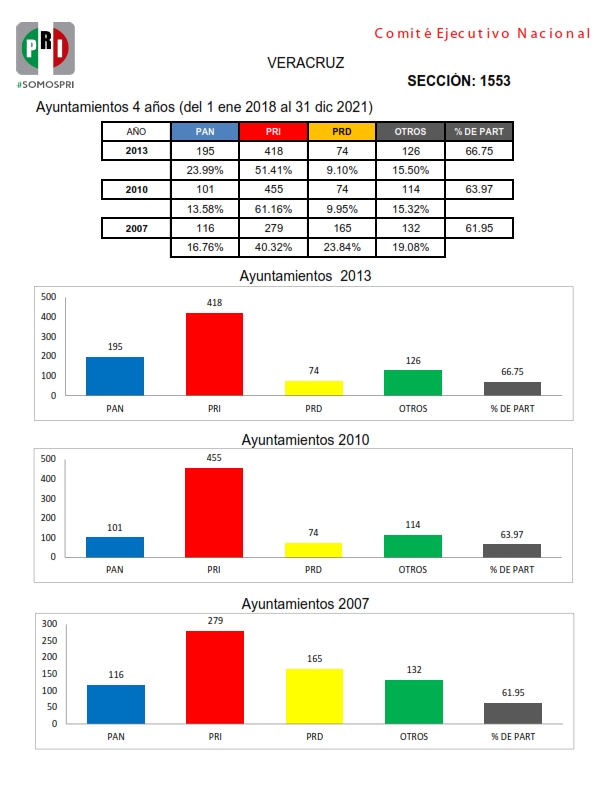 Comité Ejecutivo Nacional
PRI
#SOMOSPRI
VERACRUZ
SECCIÓN: 1553
Ayuntamientos 4 años (del 1 ene 2018 al 31 dic 2021)
AÑO PAN PRI PRD OTROS % DE PART
2013 195 418 74 126 66.75
23.99% 51.41% 9.10% 15.50%
2010 101 455 74 114 63.97
13.58% 61.16% 9.95% 15.32%
2007 116 279 165 132 61.95
16.76% 40.32% 23.84% 19.08%
Ayuntamientos 2013
500
400
300
200
100
0
195 418 74 126 66.75
PAN PRI PRD OTROS % DE PART
Ayuntamientos 2010
500
400
300
200
100
0
101 455 74 114 63.97
PAN PRI PRD OTROS % DE PART
Ayuntamientos 2007
300
250
200
150
100
50
0
116 279 165 132 61.95
PAN PRI PRD OTROS % DE PART